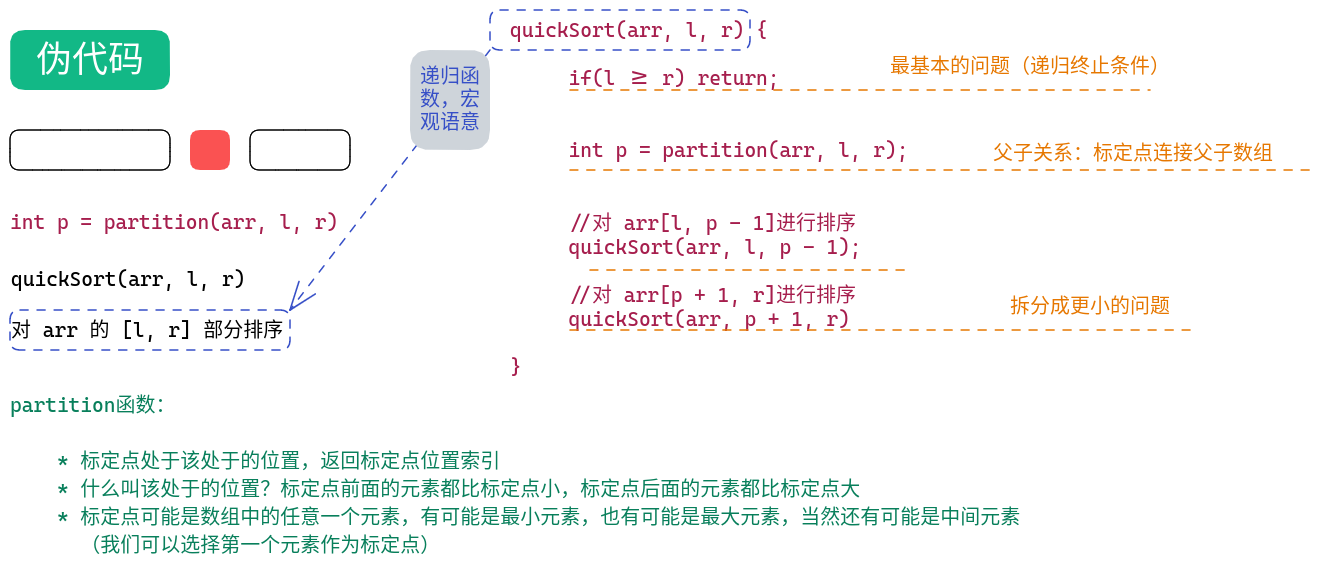 伪代码
int p = partition(arr, l, r)
quickSort(arr, l, r)
对 arr 的 [l, r] 部分排序
递归函
数，宏
观语意
quickSort(arr, l, r) {
if(l ≥ r) return;
最基本的问题（递归终止条件）
int p = partition(arr, l, r);
父子关系：标定点连接父子数组
//对 arr[l, p - 1]进行排序
quickSort(arr, l, p - 1);
//对 arr[p + 1, r]进行排序
quickSort(arr, p + 1, r)
拆分成更小的问题
}
partition函数：
* 标定点处于该处于的位置，返回标定点位置索引
* 什么叫该处于的位置？标定点前面的元素都比标定点小，标定点后面的元素都比标定点大
* 标定点可能是数组中的任意一个元素，有可能是最小元素，也有可能是最大元素，当然还有可能是中间元素
（我们可以选择第一个元素作为标定点）